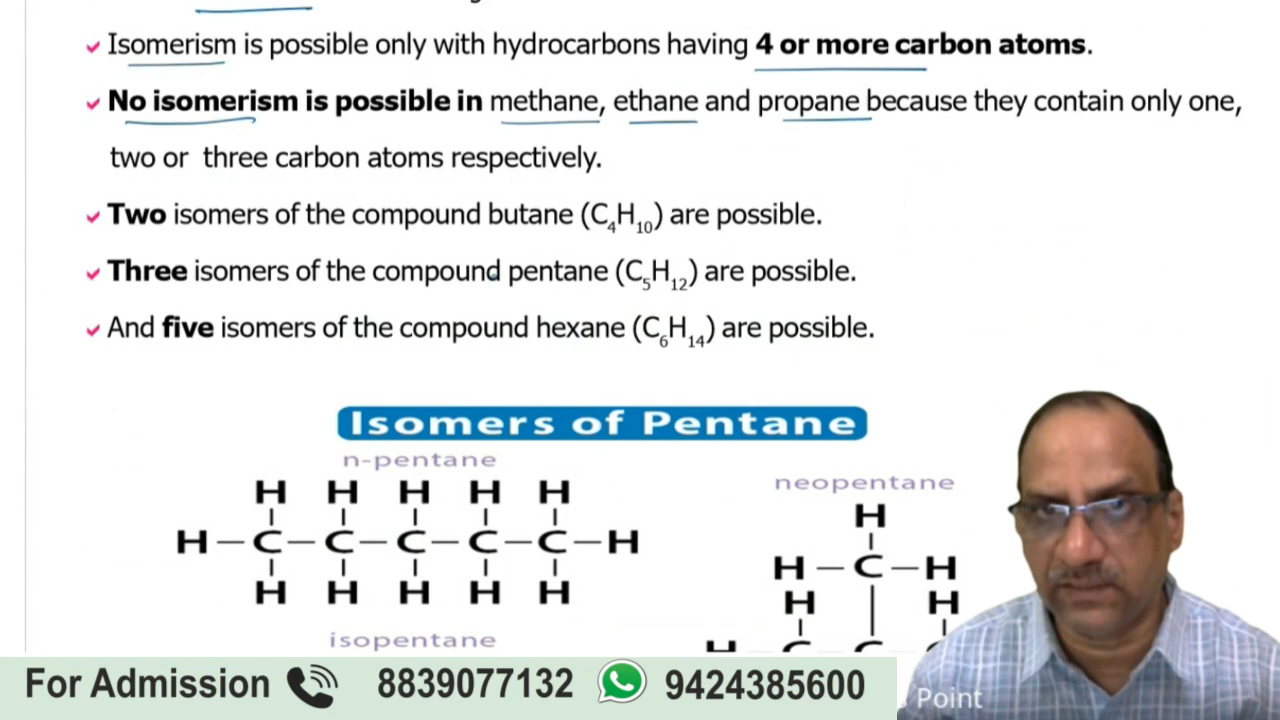 Isomerism is possible only with hydrocarbons having 4 or more carbon atoms.
No isomerism is possible in methane, ethane and propane because they contain only one,
two or three carbon atoms respectively.
Two isomers of the compound butane (C₄H₁₀) are possible.
Three isomers of the compound pentane (C₅H₁₂) are possible.
And five isomers of the compound hexane (C₆H₁₄) are possible.
Isomers of Pentane
n-pentane
H H H H H
H–C–C–C–C–C–H
H H H H H
isopentane
neopentane
H
H–C–H
H H
For Admission 8839077132 9424385600
Point